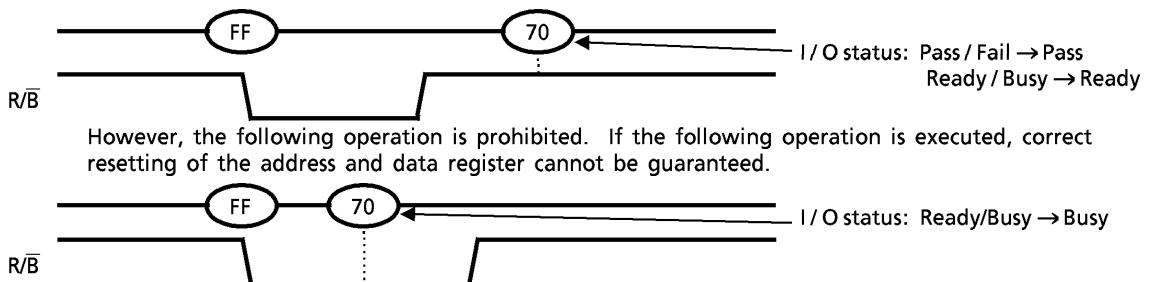 FF 70
I / O status: Pass / Fail → Pass
Ready / Busy → Ready
R/B̅
However, the following operation is prohibited. If the following operation is executed, correct
resetting of the address and data register cannot be guaranteed.
FF 70
I / O status: Ready/Busy → Busy
R/B̅